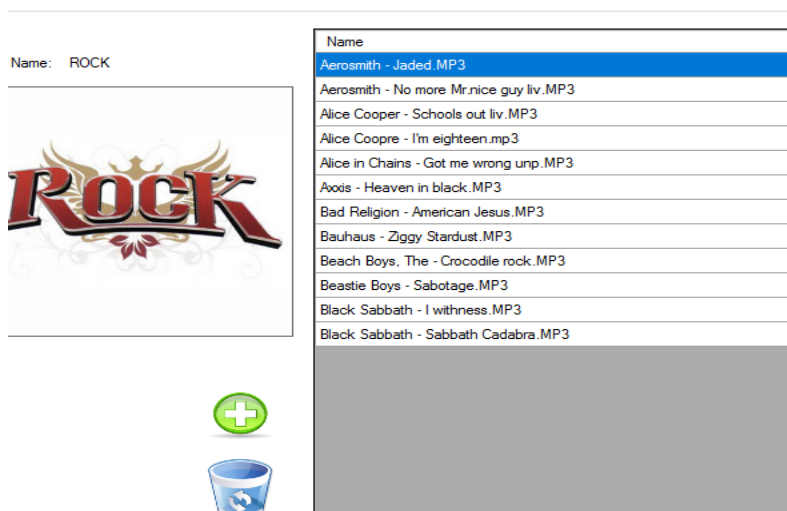 Name: ROCK
ROCK
Name
Aerosmith - Jaded.MP3
Aerosmith - No more Mr.nice guy liv.MP3
Alice Cooper - Schools out liv.MP3
Alice Coopre - I'm eighteen.mp3
Alice in Chains - Got me wrong unp.MP3
Axxis - Heaven in black.MP3
Bad Religion - American Jesus.MP3
Bauhaus - Ziggy Stardust.MP3
Beach Boys, The - Crocodile rock.MP3
Beastie Boys - Sabotage.MP3
Black Sabbath - I withness.MP3
Black Sabbath - Sabbath Cadabra.MP3